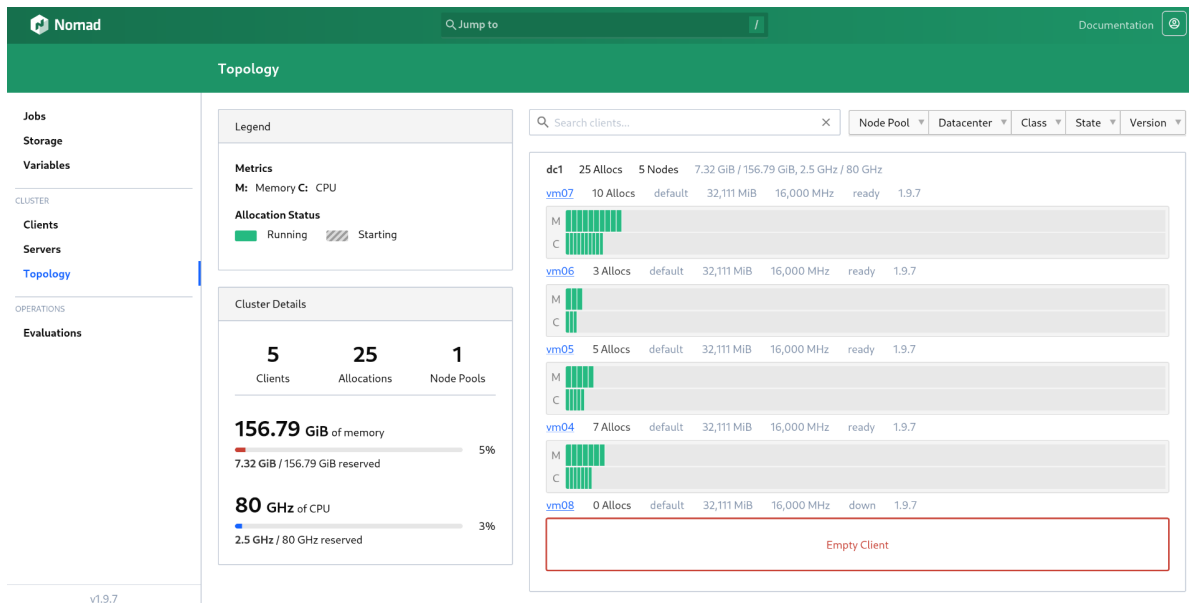 Nomad
Jump to
/
Documentation
Topology
Jobs
Storage
Variables
CLUSTER
Clients
Servers
Topology
OPERATIONS
Evaluations
v1.9.7
Legend
Metrics
M: Memory C: CPU
Allocation Status
Running Starting
Cluster Details
5 25 1
Clients Allocations Node Pools
156.79 GiB of memory
5%
7.32 GiB / 156.79 GiB reserved
80 GHz of CPU
3%
2.5 GHz / 80 GHz reserved
Search clients...
Node Pool Datacenter Class State Version
dc1 25 Allocs 5 Nodes 7.32 GiB / 156.79 GiB, 2.5 GHz / 80 GHz
vm07 10 Allocs default 32,111 MiB 16,000 MHz ready 1.9.7
M
C
vm06 3 Allocs default 32,111 MiB 16,000 MHz ready 1.9.7
M
C
vm05 5 Allocs default 32,111 MiB 16,000 MHz ready 1.9.7
M
C
vm04 7 Allocs default 32,111 MiB 16,000 MHz ready 1.9.7
M
C
vm08 0 Allocs default 32,111 MiB 16,000 MHz down 1.9.7
Empty Client